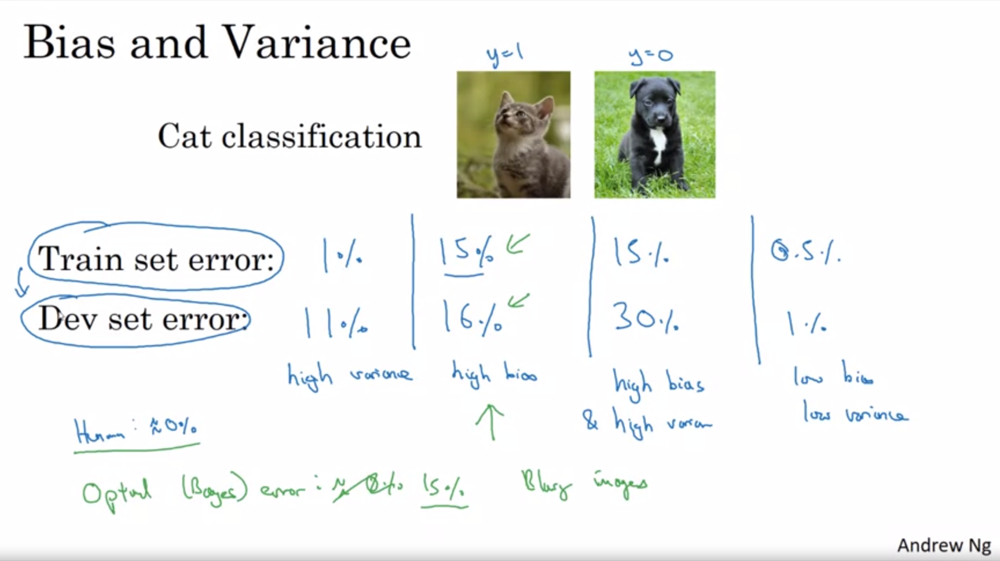 Bias and Variance
y=1 y=0
Cat classification
Train set error: 1% 15% 15% 0.5%
Dev set error: 11% 16% 30% 1%
high variance high bias high bias low bias
& high varian low variance
Human: ≈0%
Optimal (Bayes) error: ≈ 0% 15% Blurry images
Andrew Ng